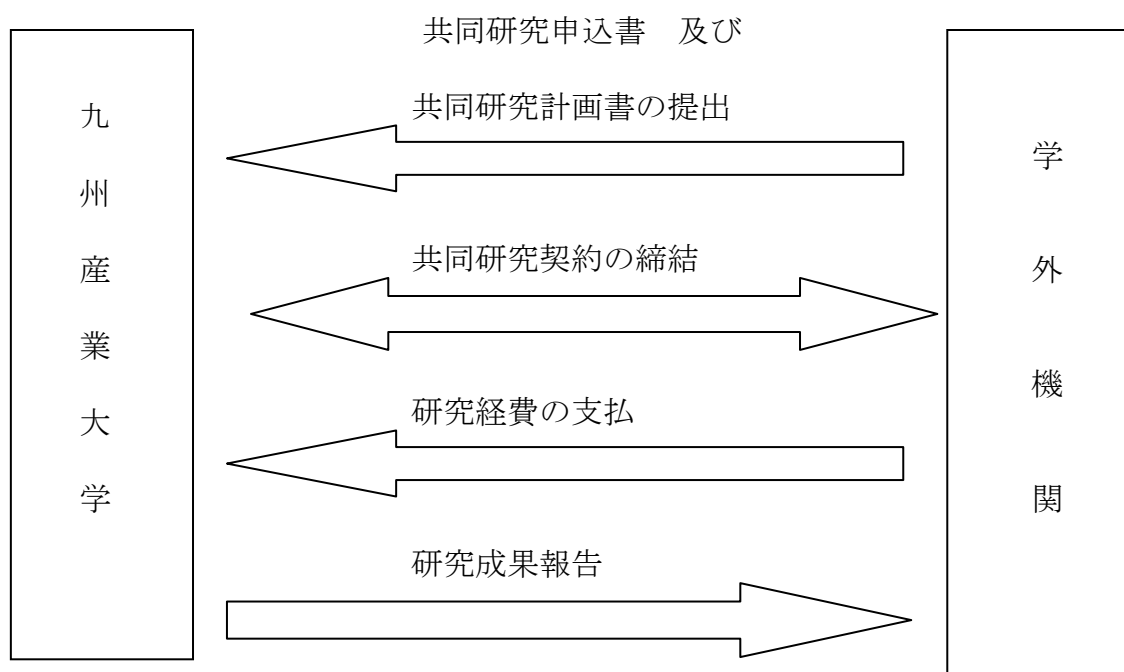 九州産業大学
共同研究申込書　及び
共同研究計画書の提出
共同研究契約の締結
研究経費の支払
研究成果報告
学外機関